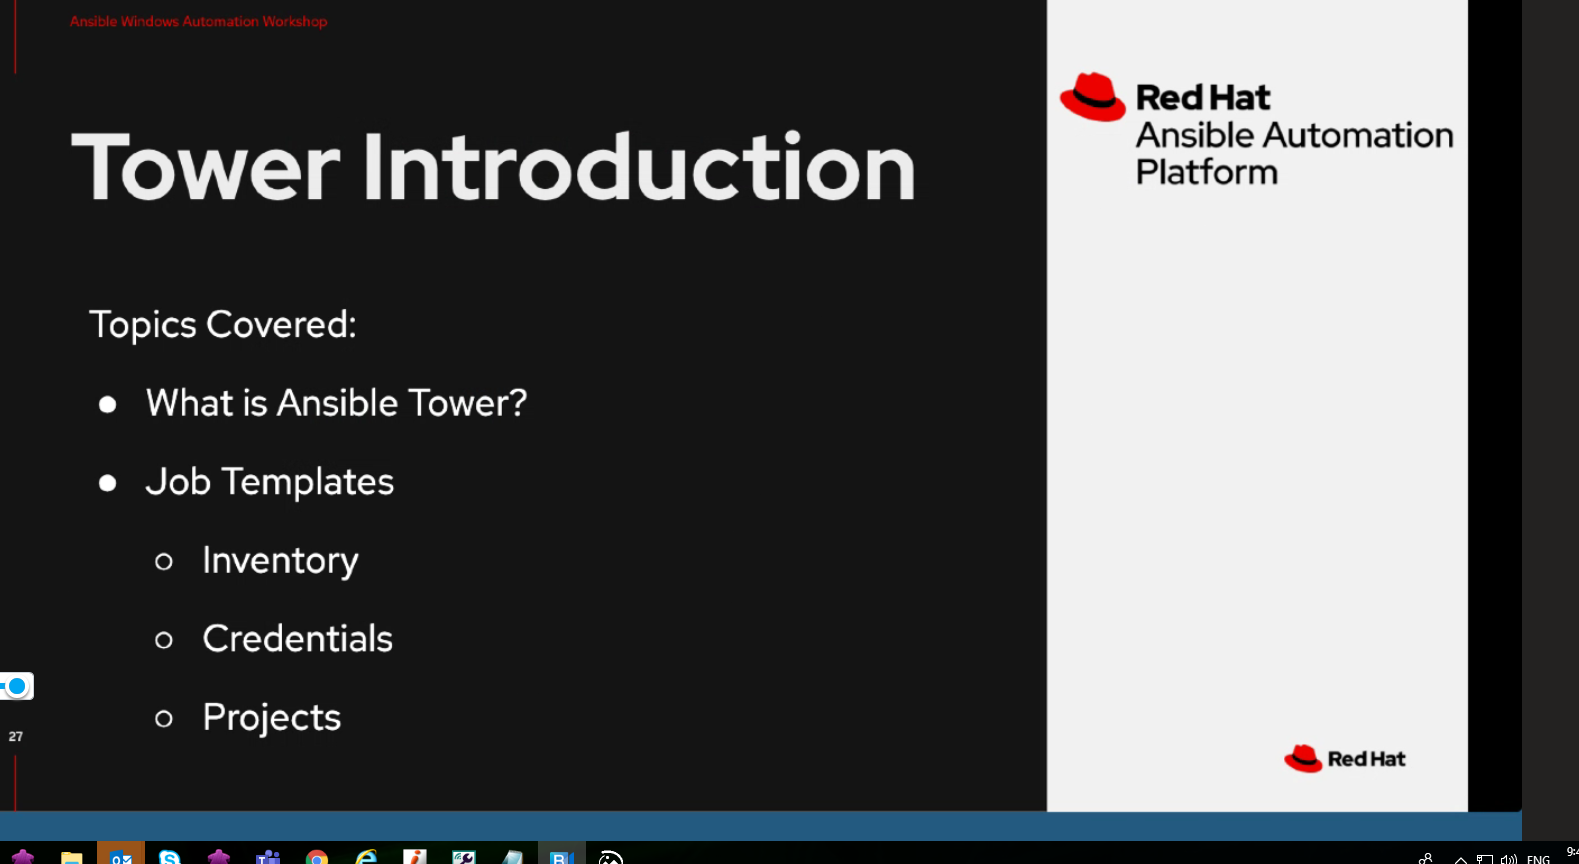 Ansible Windows Automation Workshop
Tower Introduction
Topics Covered:
● What is Ansible Tower?
● Job Templates
○ Inventory
○ Credentials
○ Projects
27
Red Hat
Ansible Automation
Platform
Red Hat
ENG